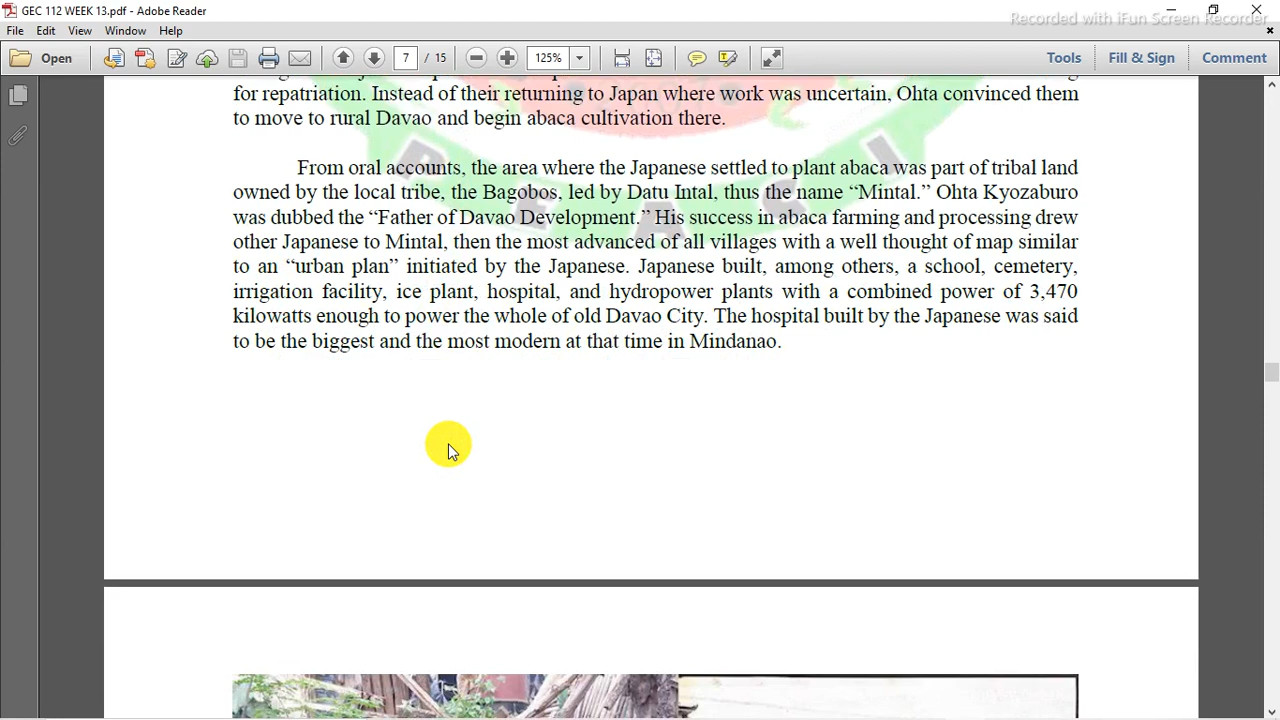 GEC 112 WEEK 13.pdf - Adobe Reader
Recorded with iFun Screen Recorder
File Edit View Window Help
Open 7 / 15 125% Tools Fill & Sign Comment
for repatriation. Instead of their returning to Japan where work was uncertain, Ohta convinced them
to move to rural Davao and begin abaca cultivation there.
From oral accounts, the area where the Japanese settled to plant abaca was part of tribal land
owned by the local tribe, the Bagobos, led by Datu Intal, thus the name “Mintal.” Ohta Kyozaburo
was dubbed the “Father of Davao Development.” His success in abaca farming and processing drew
other Japanese to Mintal, then the most advanced of all villages with a well thought of map similar
to an “urban plan” initiated by the Japanese. Japanese built, among others, a school, cemetery,
irrigation facility, ice plant, hospital, and hydropower plants with a combined power of 3,470
kilowatts enough to power the whole of old Davao City. The hospital built by the Japanese was said
to be the biggest and the most modern at that time in Mindanao.